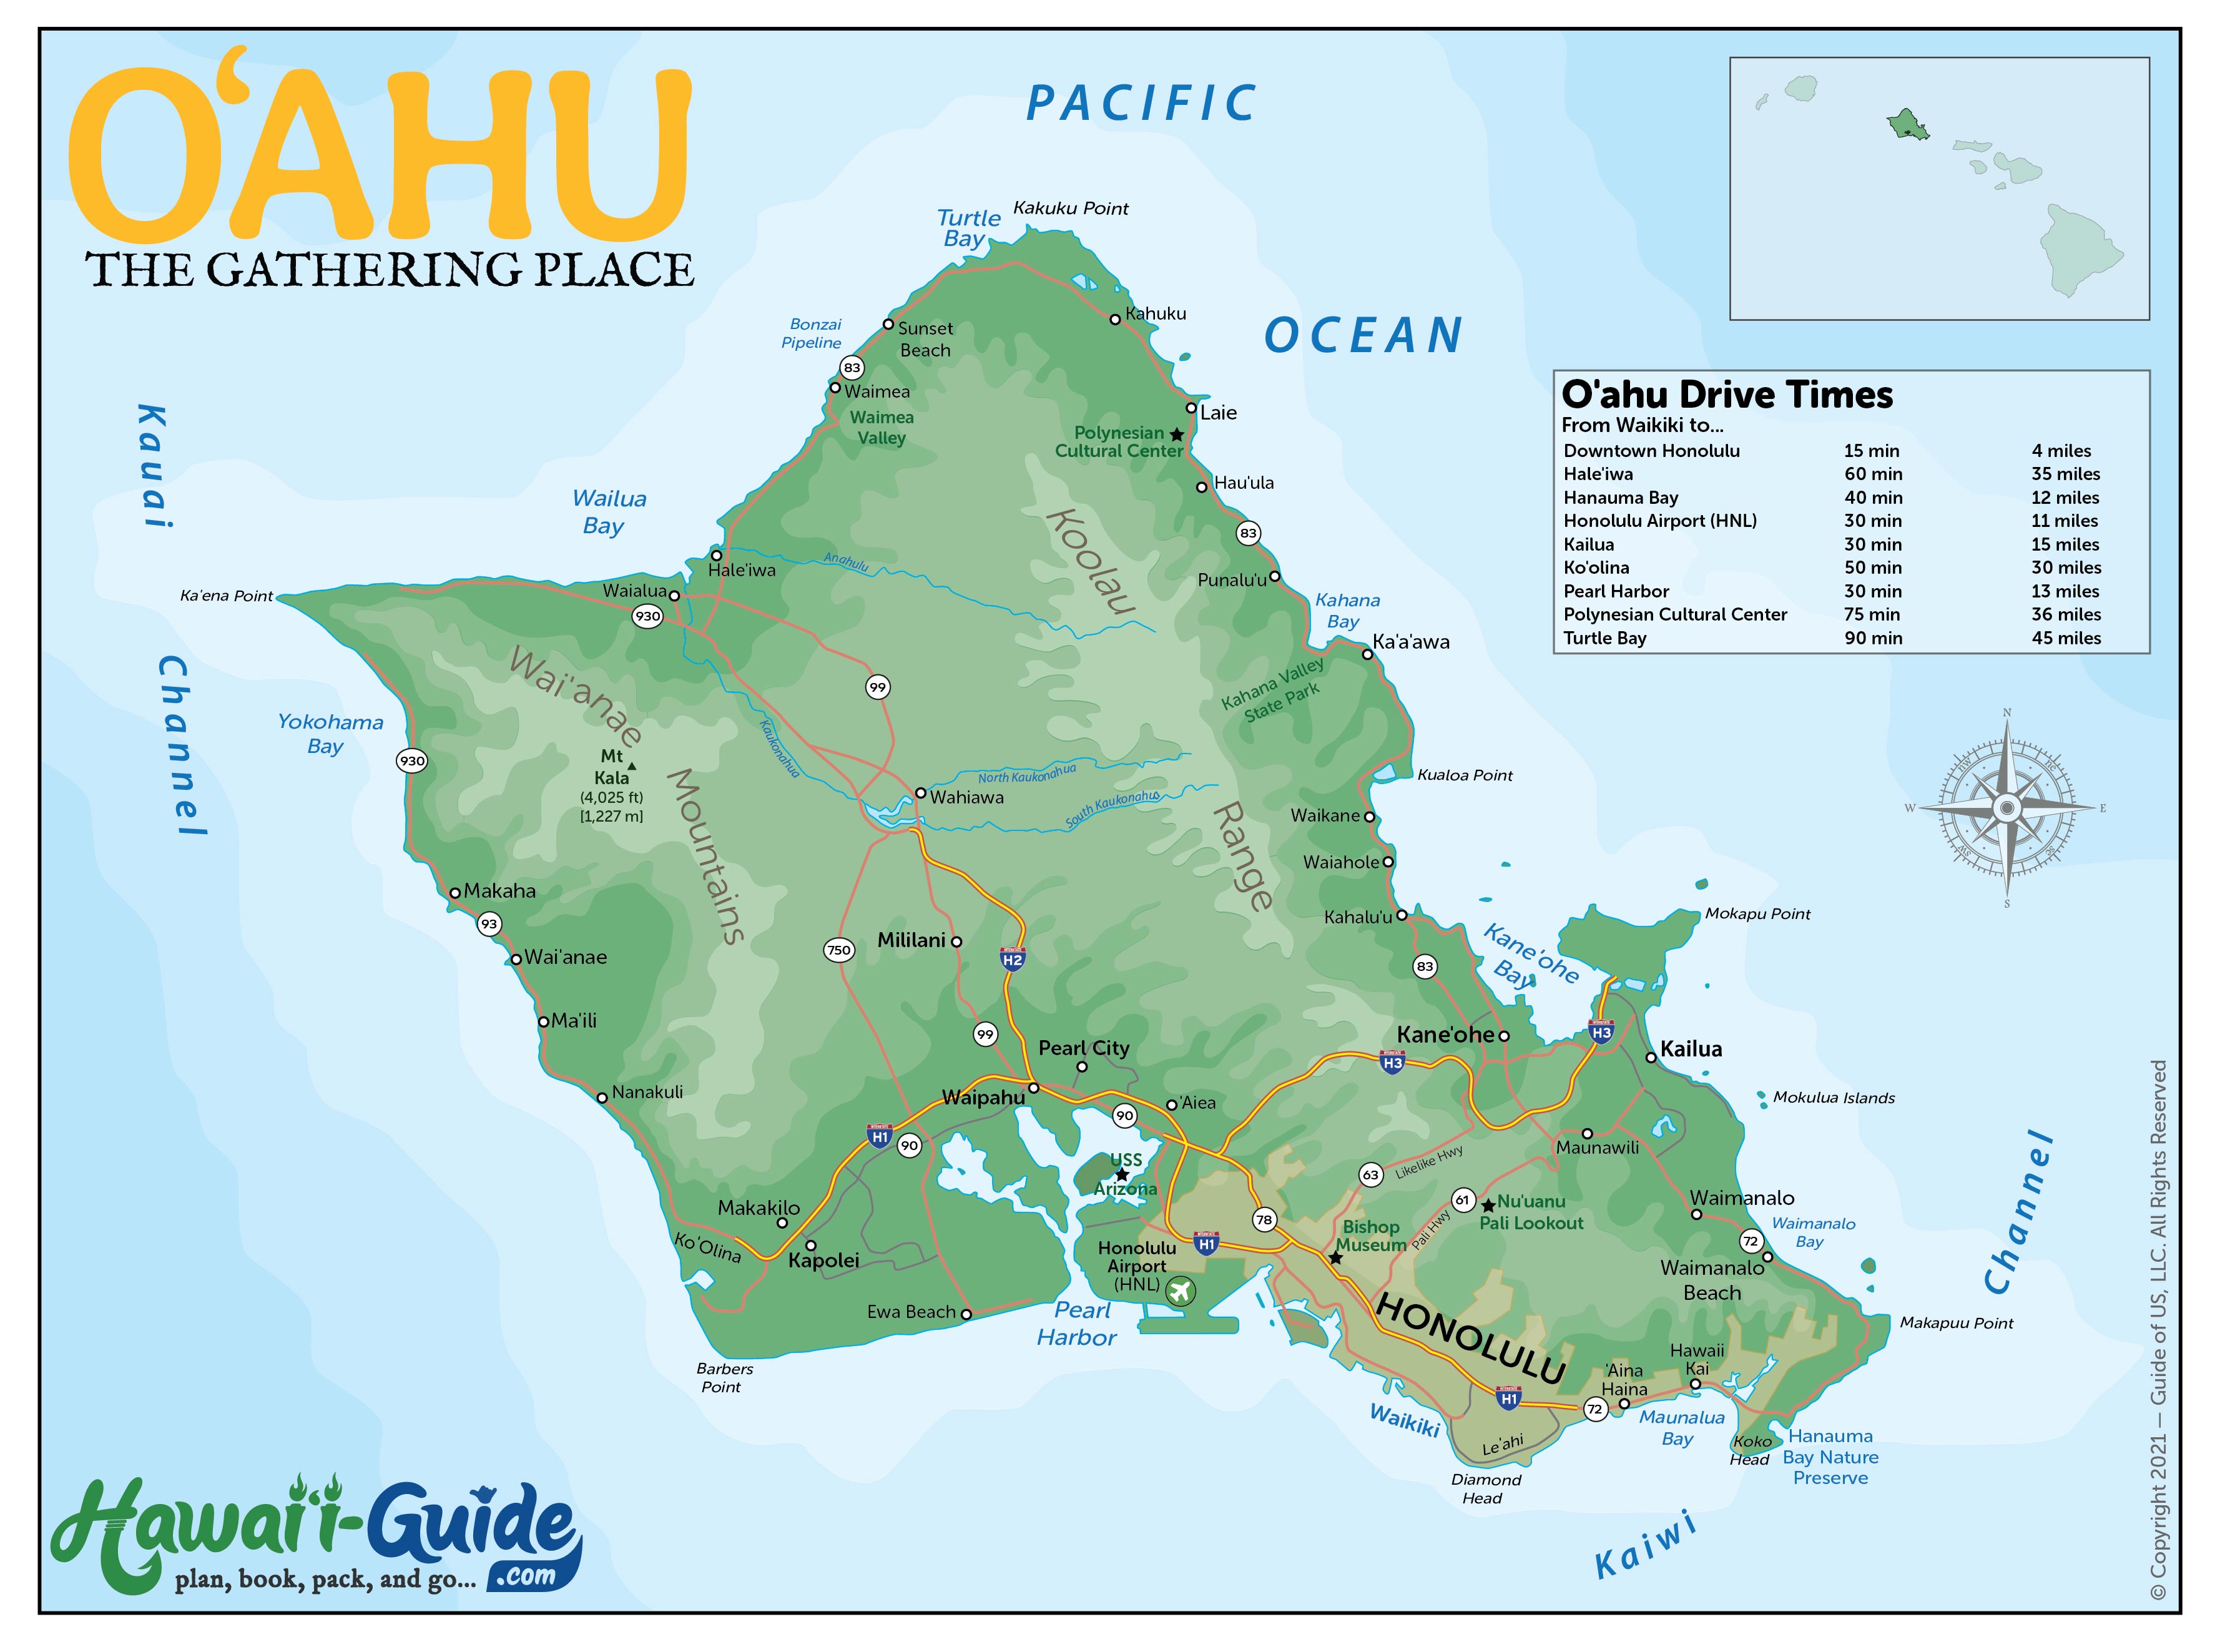 O‘AHU
THE GATHERING PLACE
PACIFIC
OCEAN
Kauai
Channel
Kakuku Point
Turtle
Bay
Kahuku
Bonzai
Pipeline
Sunset
Beach
83
Waimea
Waimea
Valley
Laie
Polynesian
Cultural Center
Hau'ula
83
Punalu'u
Kahana
Bay
Ka'a'awa
Kahana Valley
State Park
Koolau
Range
Wailua
Bay
Hale'iwa
Anahulu
Waialua
930
Ka'ena Point
99
Wai'anae
Mountains
Mt
Kala
(4,025 ft)
[1,227 m]
Yokohama
Bay
930
Kaukonahua
North Kaukonahua
South Kaukonahua
Wahiawa
Kualoa Point
Waikane
Waiahole
Kahalu'u
Makaha
93
Wai'anae
Ma'ili
Nanakuli
750
Mililani
INTERSTATE
H2
99
Pearl City
Waipahu
'Aiea
90
INTERSTATE
H1
90
Makakilo
Ko'Olina
Kapolei
Ewa Beach
Barbers
Point
Pearl
Harbor
USS
Arizona
Honolulu
Airport
(HNL)
INTERSTATE
H1
78
Bishop
Museum
63
Likelike Hwy
61
Pali Hwy
Nu'uanu
Pali Lookout
INTERSTATE
H3
Kane'ohe
83
Kane'ohe
Bay
Mokapu Point
INTERSTATE
H3
Kailua
Mokulua Islands
Maunawili
Waimanalo
Waimanalo
Bay
72
Waimanalo
Beach
Makapuu Point
HONOLULU
INTERSTATE
H1
72
'Aina
Haina
Hawaii
Kai
Maunalua
Bay
Koko
Head
Hanauma
Bay Nature
Preserve
Waikiki
Le'ahi
Diamond
Head
Kaiwi
Channel
O'ahu Drive Times
From Waikiki to...
Downtown Honolulu 15 min 4 miles
Hale'iwa 60 min 35 miles
Hanauma Bay 40 min 12 miles
Honolulu Airport (HNL) 30 min 11 miles
Kailua 30 min 15 miles
Ko'olina 50 min 30 miles
Pearl Harbor 30 min 13 miles
Polynesian Cultural Center 75 min 36 miles
Turtle Bay 90 min 45 miles
N
NE
E
SE
S
SW
W
NW
Hawai‘i-Guide
.com
plan, book, pack, and go...
© Copyright 2021 — Guide of US, LLC. All Rights Reserved